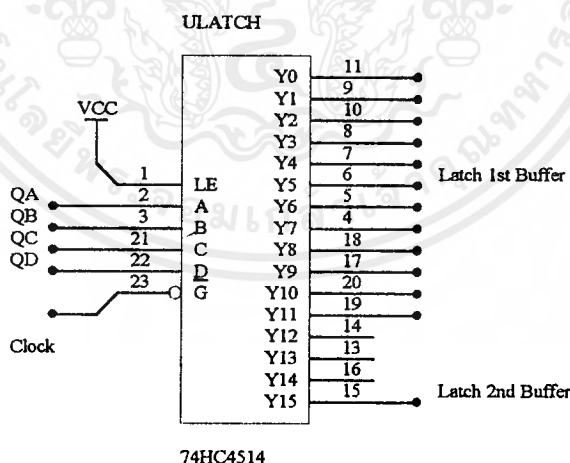 ULATCH
VCC
QA
QB
QC
QD
Clock
1
2
3
21
22
23
LE
A
B
C
D
G
Y0
Y1
Y2
Y3
Y4
Y5
Y6
Y7
Y8
Y9
Y10
Y11
Y12
Y13
Y14
Y15
11
9
10
8
7
6
5
4
18
17
20
19
14
13
16
15
Latch 1st Buffer
Latch 2nd Buffer
74HC4514